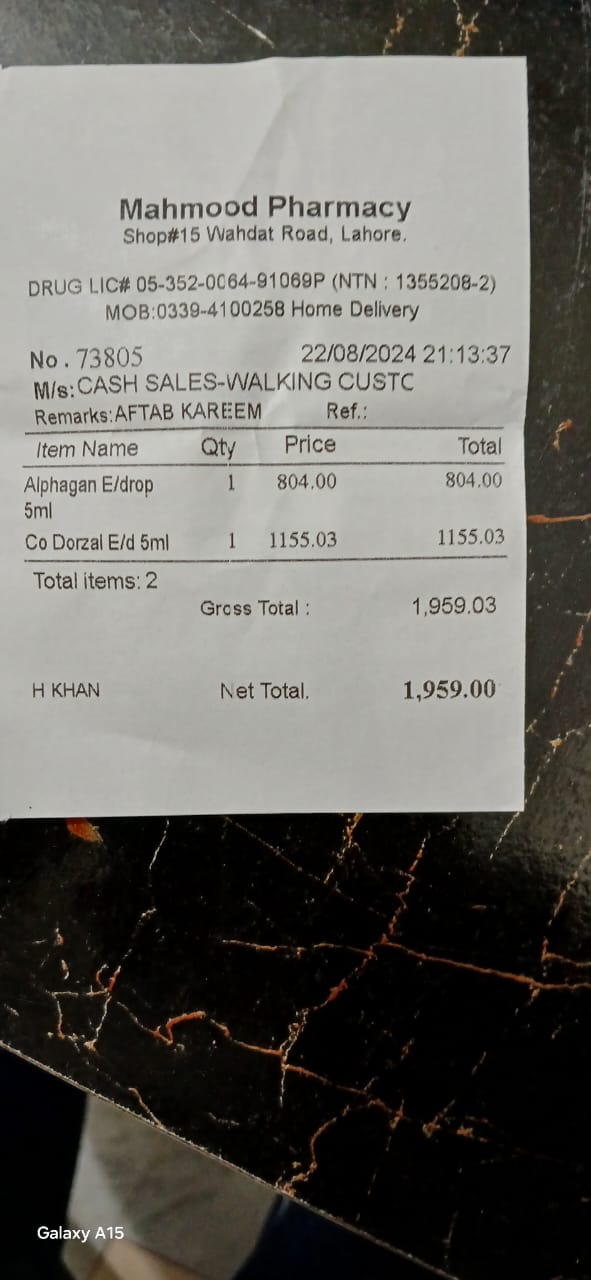 Mahmood Pharmacy
Shop#15 Wahdat Road, Lahore.
DRUG LIC# 05-352-0064-91069P (NTN : 1355208-2)
MOB:0339-4100258 Home Delivery
No. 73805 22/08/2024 21:13:37
M/s:CASH SALES-WALKING CUSTC
Remarks:AFTAB KAREEM Ref.:
Item Name Qty Price Total
Alphagan E/drop 1 804.00 804.00
5ml
Co Dorzal E/d 5ml 1 1155.03 1155.03
Total items: 2
Gross Total : 1,959.03
H KHAN Net Total. 1,959.00
Galaxy A15